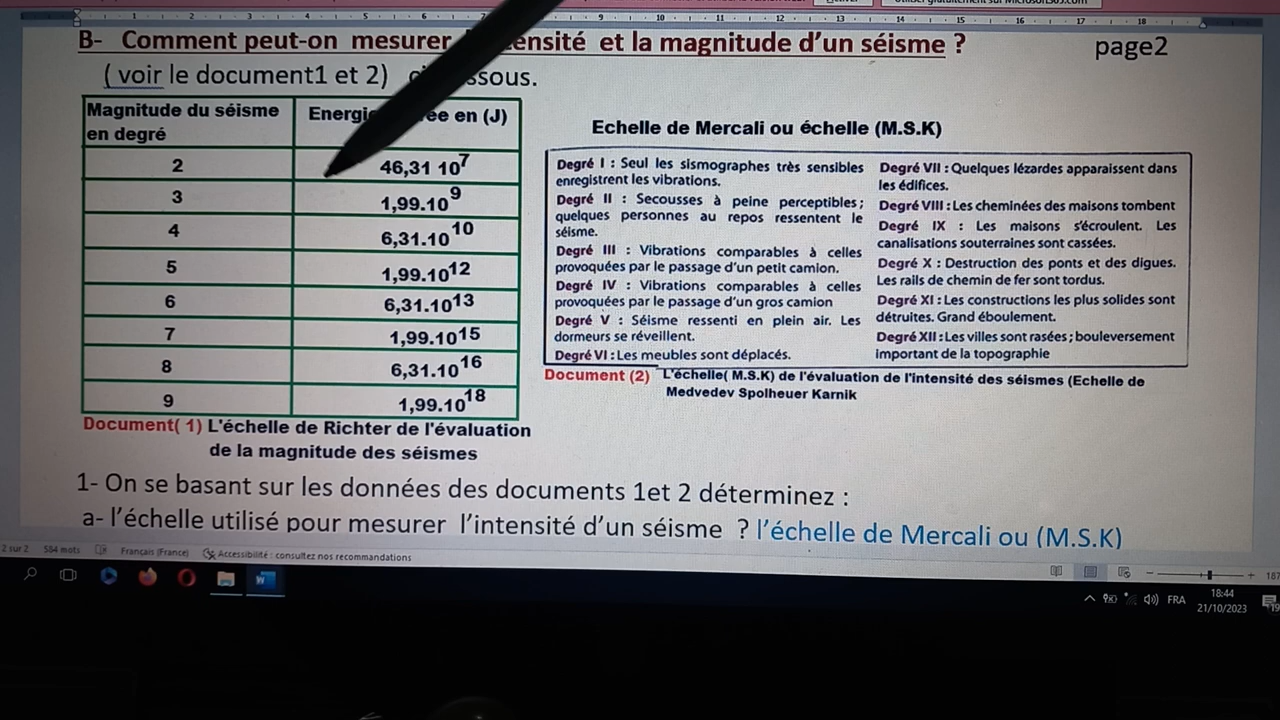 B- Comment peut-on mesurer ensité et la magnitude d'un séisme ? page2
( voir le document1 et 2) ssous.
Magnitude du séisme
en degré
Energi ée en (J)
2 46,31 10⁷
3 1,99.10⁹
4 6,31.10¹⁰
5 1,99.10¹²
6 6,31.10¹³
7 1,99.10¹⁵
8 6,31.10¹⁶
9 1,99.10¹⁸
Document( 1) L'échelle de Richter de l'évaluation
de la magnitude des séismes
Echelle de Mercali ou échelle (M.S.K)
Degré I : Seul les sismographes très sensibles
enregistrent les vibrations.
Degré II : Secousses à peine perceptibles;
quelques personnes au repos ressentent le
séisme.
Degré III : Vibrations comparables à celles
provoquées par le passage d'un petit camion.
Degré IV : Vibrations comparables à celles
provoquées par le passage d'un gros camion
Degré V : Séisme ressenti en plein air. Les
dormeurs se réveillent.
Degré VI : Les meubles sont déplacés.
Degré VII : Quelques lézardes apparaissent dans
les édifices.
Degré VIII : Les cheminées des maisons tombent
Degré IX : Les maisons s'écroulent. Les
canalisations souterraines sont cassées.
Degré X : Destruction des ponts et des digues.
Les rails de chemin de fer sont tordus.
Degré XI : Les constructions les plus solides sont
détruites. Grand éboulement.
Degré XII : Les villes sont rasées ; bouleversement
important de la topographie
Document (2) L'échelle( M.S.K) de l'évaluation de l'intensité des séismes (Echelle de
Medvedev Spolheuer Karnik
1- On se basant sur les données des documents 1et 2 déterminez :
a- l'échelle utilisé pour mesurer l'intensité d'un séisme ? l'échelle de Mercali ou (M.S.K)
2 sur 2 584 mots Français (France) Accessibilité : consultez nos recommandations
FRA 18:44
21/10/2023